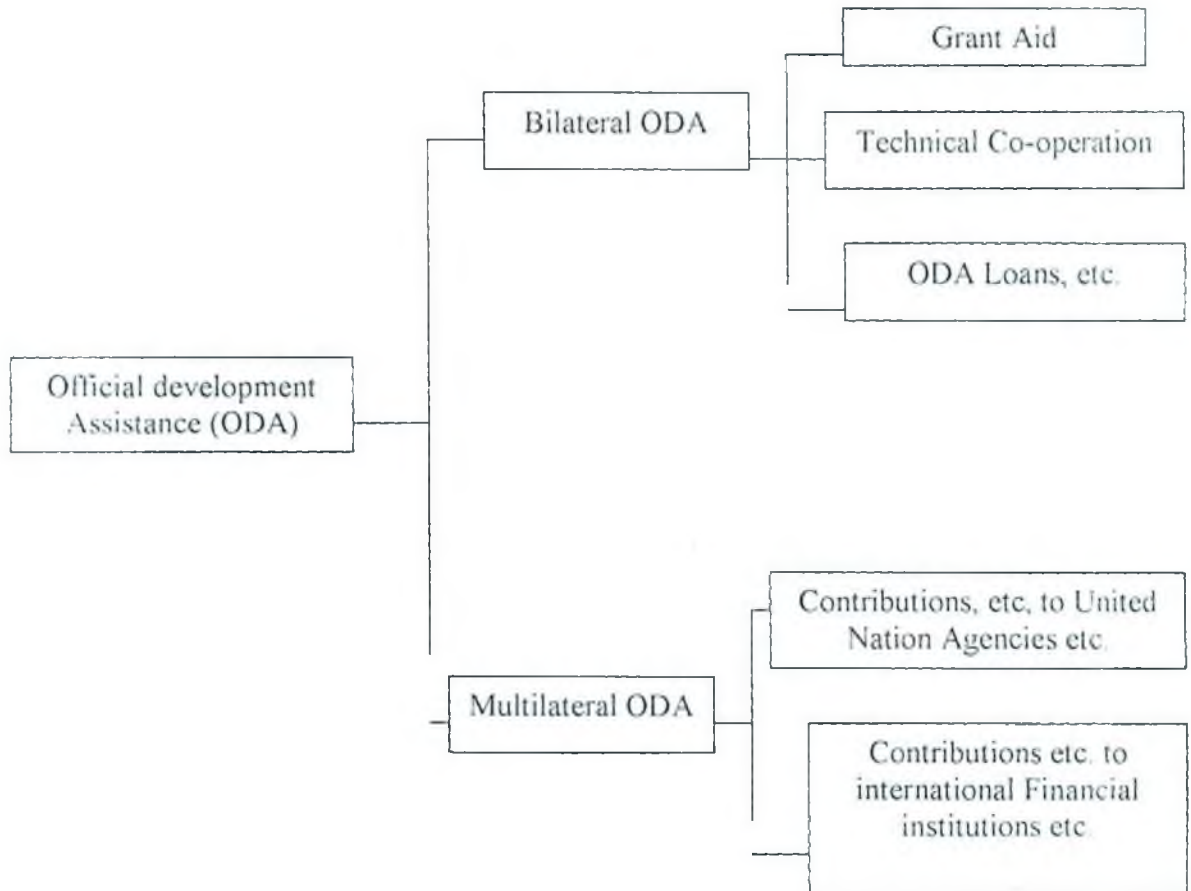 Grant Aid
Bilateral ODA
Technical Co-operation
ODA Loans, etc.
Official development
Assistance (ODA)
Contributions, etc, to United
Nation Agencies etc.
Multilateral ODA
Contributions etc. to
international Financial
institutions etc.